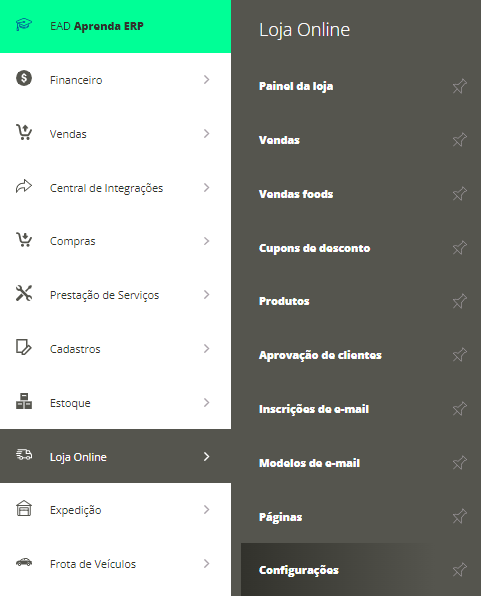 EAD Aprenda ERP
Financeiro
Vendas
Central de Integrações
Compras
Prestação de Serviços
Cadastros
Estoque
Loja Online
Expedição
Frota de Veículos
Loja Online
Painel da loja
Vendas
Vendas foods
Cupons de desconto
Produtos
Aprovação de clientes
Inscrições de e-mail
Modelos de e-mail
Páginas
Configurações